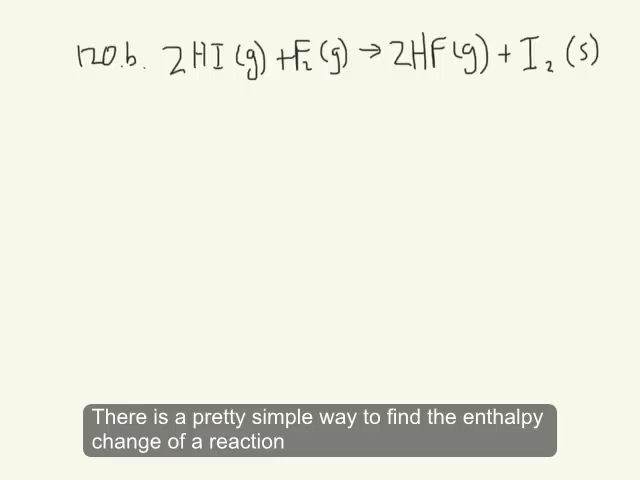 120.b. 2HI(g) + F₂(g) → 2HF(g) + I₂(s)
There is a pretty simple way to find the enthalpy
change of a reaction